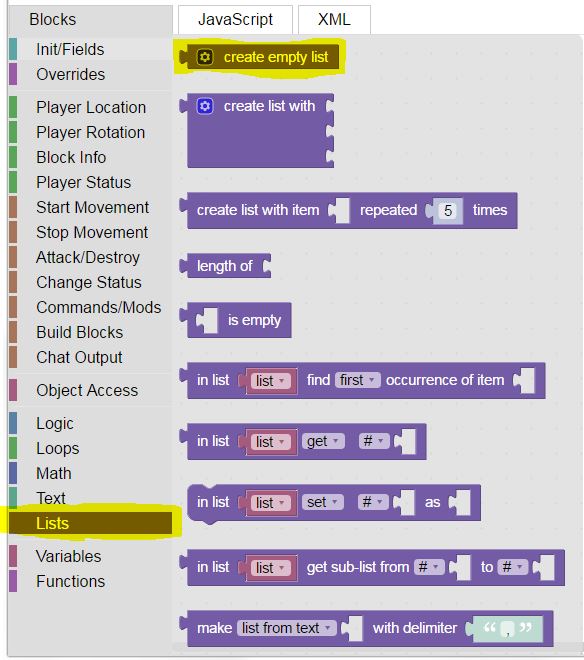 Blocks
JavaScript
XML
Init/Fields
Overrides
Player Location
Player Rotation
Block Info
Player Status
Start Movement
Stop Movement
Attack/Destroy
Change Status
Commands/Mods
Build Blocks
Chat Output
Object Access
Logic
Loops
Math
Text
Lists
Variables
Functions
create empty list
create list with
create list with item repeated 5 times
length of
is empty
in list list find first occurrence of item
in list list get #
in list list set # as
in list list get sub-list from # to #
make list from text with delimiter “ , ”